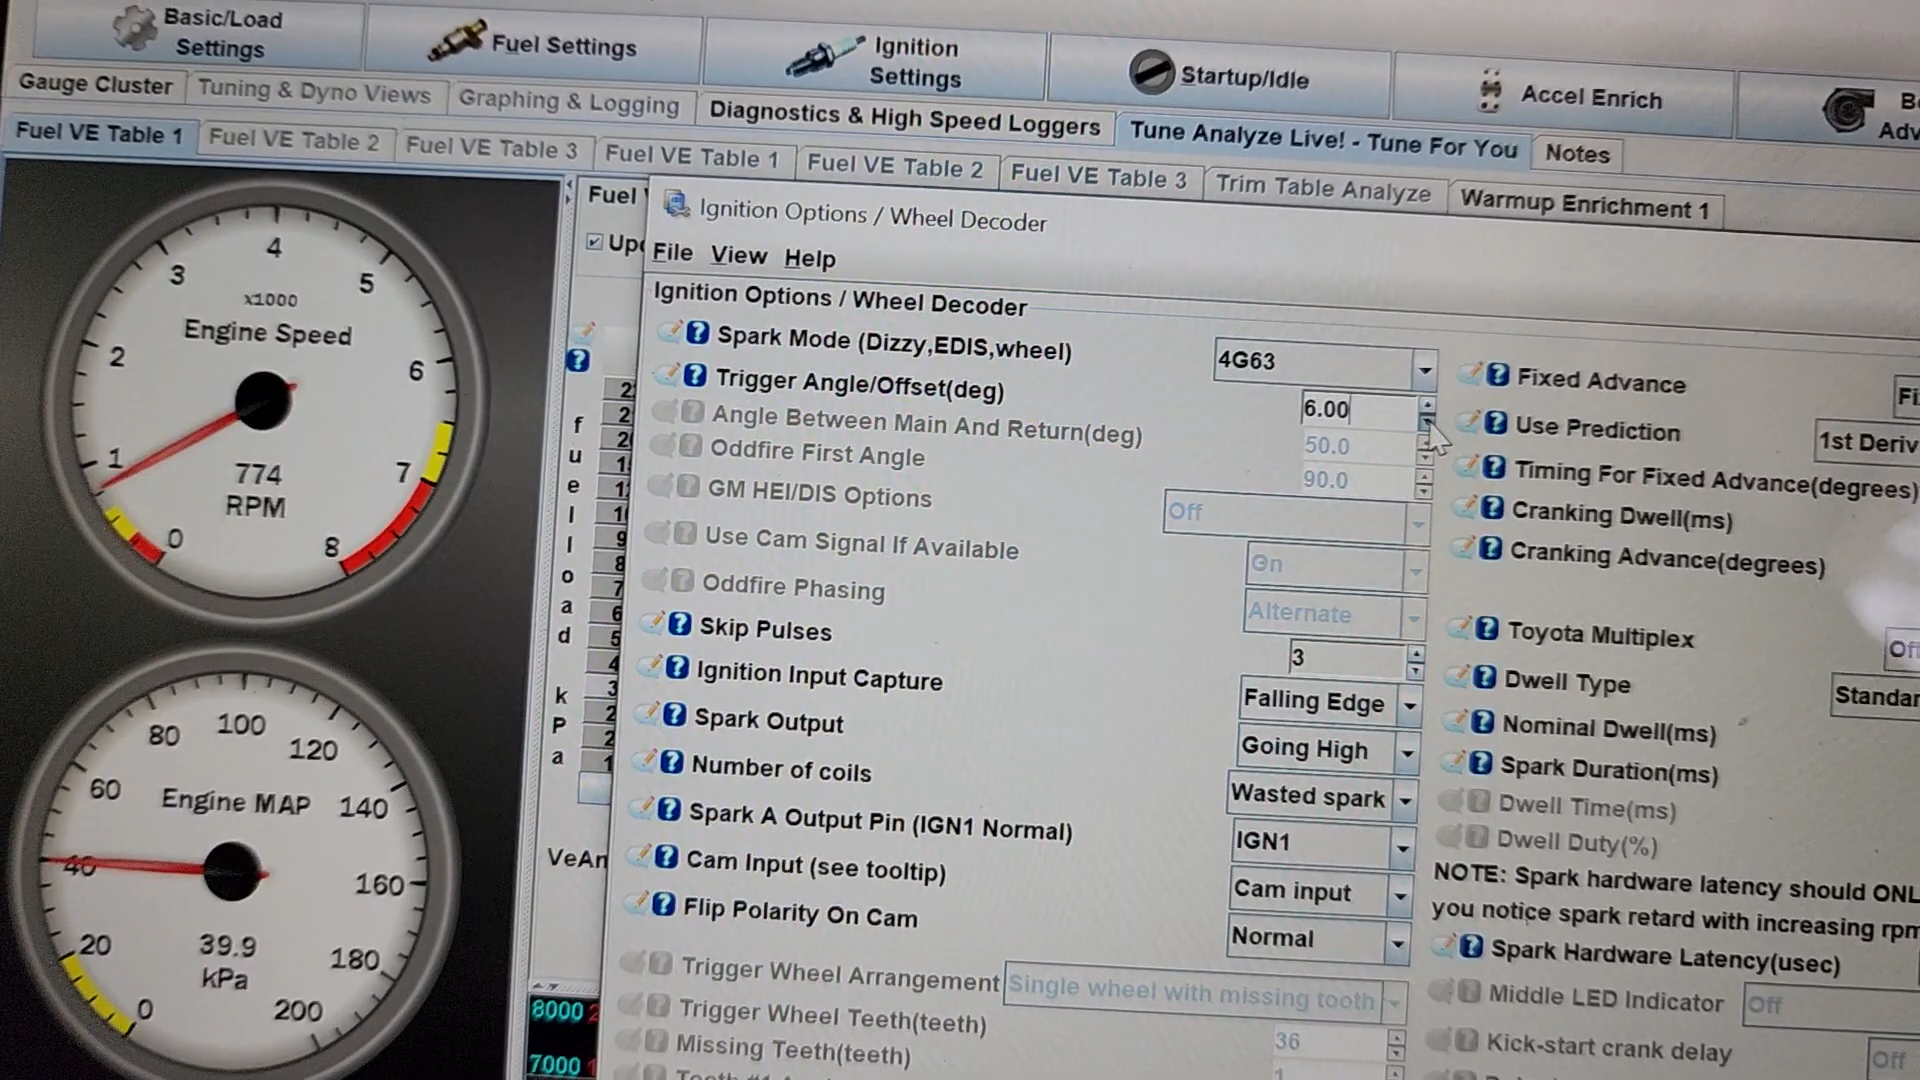 Basic/Load
Settings
Fuel Settings
Ignition
Settings
Startup/Idle
Accel Enrich
Gauge Cluster
Tuning & Dyno Views
Graphing & Logging
Diagnostics & High Speed Loggers
Tune Analyze Live! - Tune For You
Notes
Fuel VE Table 1
Fuel VE Table 2
Fuel VE Table 3
Fuel VE Table 1
Fuel VE Table 2
Fuel VE Table 3
Trim Table Analyze
Warmup Enrichment 1
Fuel
Ignition Options / Wheel Decoder
File View Help
Ignition Options / Wheel Decoder
Spark Mode (Dizzy,EDIS,wheel)
4G63
Trigger Angle/Offset(deg)
6.00
Angle Between Main And Return(deg)
50.0
Oddfire First Angle
90.0
GM HEI/DIS Options
Off
Use Cam Signal If Available
On
Oddfire Phasing
Alternate
Skip Pulses
3
Ignition Input Capture
Falling Edge
Spark Output
Going High
Number of coils
Wasted spark
Spark A Output Pin (IGN1 Normal)
IGN1
Cam Input (see tooltip)
Cam input
Flip Polarity On Cam
Normal
Trigger Wheel Arrangement
Single wheel with missing tooth
Trigger Wheel Teeth(teeth)
36
Missing Teeth(teeth)
1
Fixed Advance
Use Prediction
1st Deriv
Timing For Fixed Advance(degrees)
Cranking Dwell(ms)
Cranking Advance(degrees)
Toyota Multiplex
Dwell Type
Standar
Nominal Dwell(ms)
Spark Duration(ms)
Dwell Time(ms)
Dwell Duty(%)
NOTE: Spark hardware latency should ONL
you notice spark retard with increasing rpm
Spark Hardware Latency(usec)
Middle LED Indicator
Off
Kick-start crank delay
Off
0
1
2
3
4
5
6
7
8
x1000
Engine Speed
774
RPM
0
20
40
60
80
100
120
140
160
180
200
Engine MAP
39.9
kPa
fuelload
kPa
8000
7000